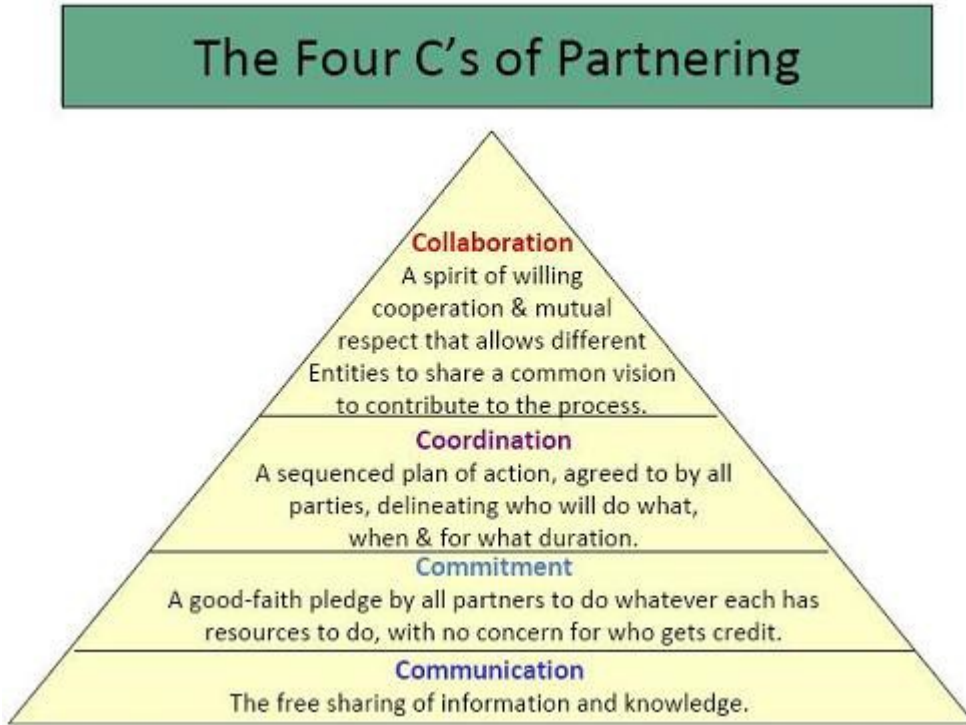 The Four C's of Partnering
Collaboration
A spirit of willing
cooperation & mutual
respect that allows different
Entities to share a common vision
to contribute to the process.
Coordination
A sequenced plan of action, agreed to by all
parties, delineating who will do what,
when & for what duration.
Commitment
A good-faith pledge by all partners to do whatever each has
resources to do, with no concern for who gets credit.
Communication
The free sharing of information and knowledge.